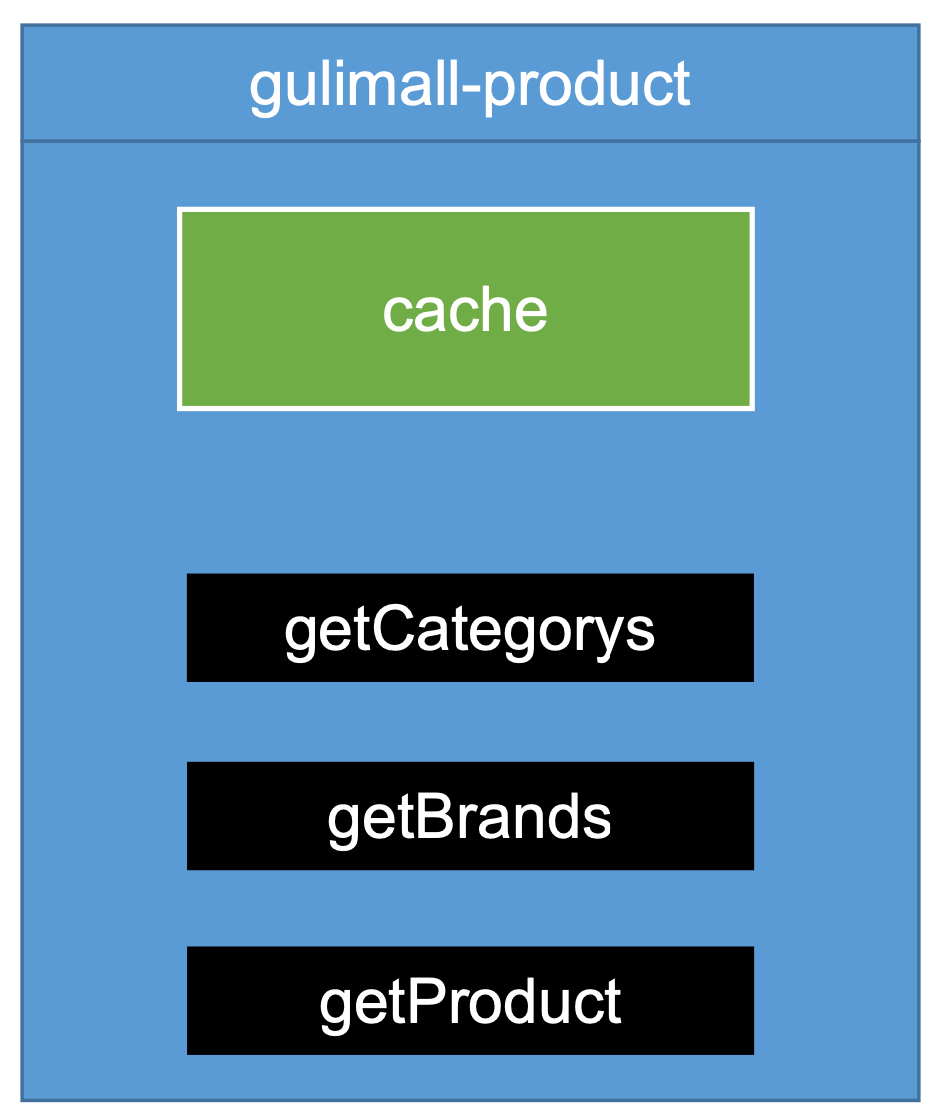 gulimall-product
cache
getCategorys
getBrands
getProduct